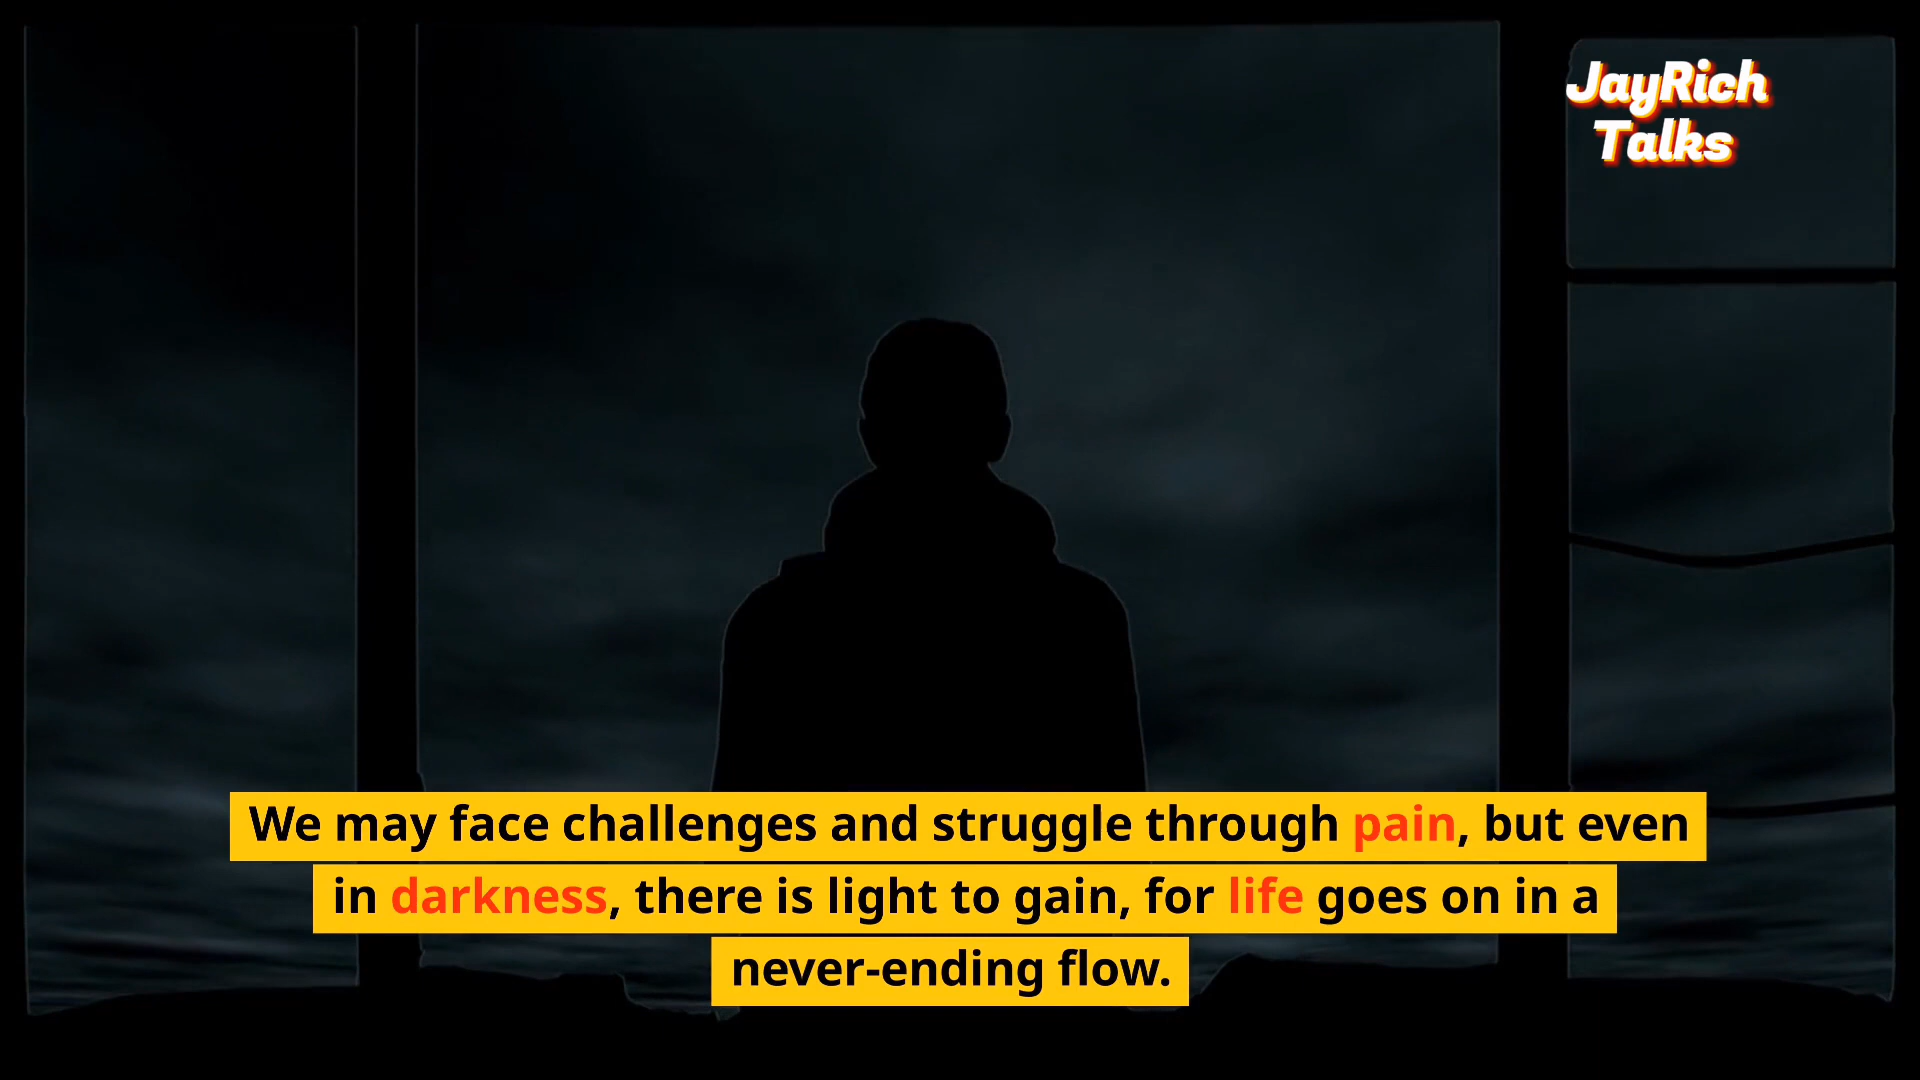 JayRich
Talks
We may face challenges and struggle through pain, but even
in darkness, there is light to gain, for life goes on in a
never-ending flow.